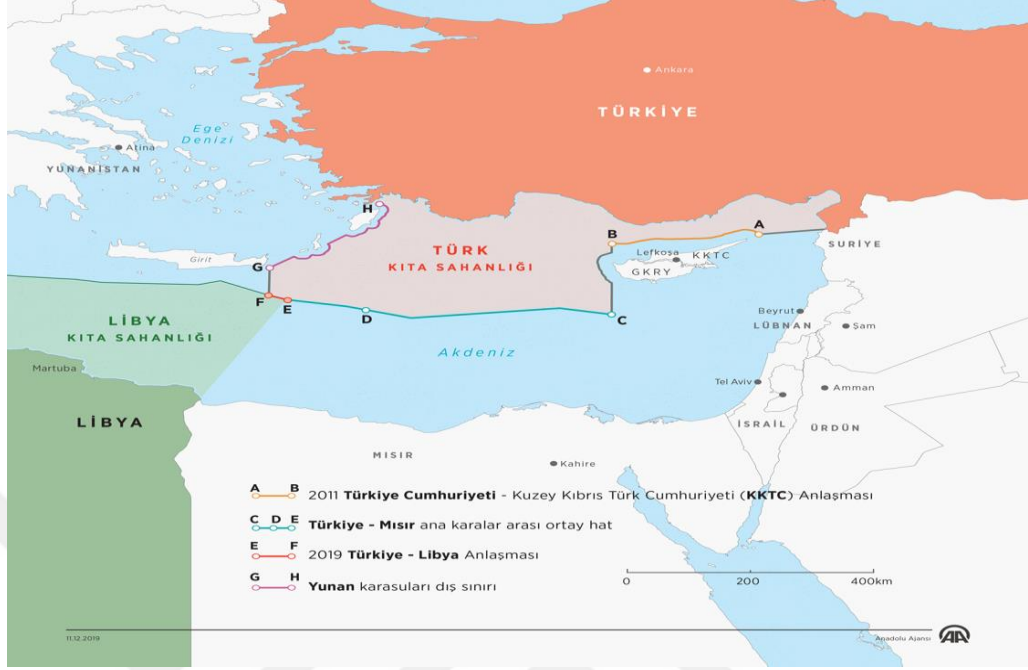 Ankara
TÜRKİYE
Ege
Denizi
Atina
YUNANİSTAN
H
A
B
TÜRK
KITA SAHANLIĞI
SURİYE
Lefkoşa
KKTC
GKRY
Girit
G
F
E
D
C
LİBYA
KITA SAHANLIĞI
Beyrut
LÜBNAN
Şam
Akdeniz
Martuba
Tel Aviv
Amman
LİBYA
İSRAİL
ÜRDÜN
MISIR
Kahire
A B 2011 Türkiye Cumhuriyeti - Kuzey Kıbrıs Türk Cumhuriyeti (KKTC) Anlaşması
C D E Türkiye - Mısır ana karalar arası ortay hat
E F 2019 Türkiye - Libya Anlaşması
G H Yunan karasuları dış sınırı
0 200 400km
11.12.2019
Anadolu Ajansı AA